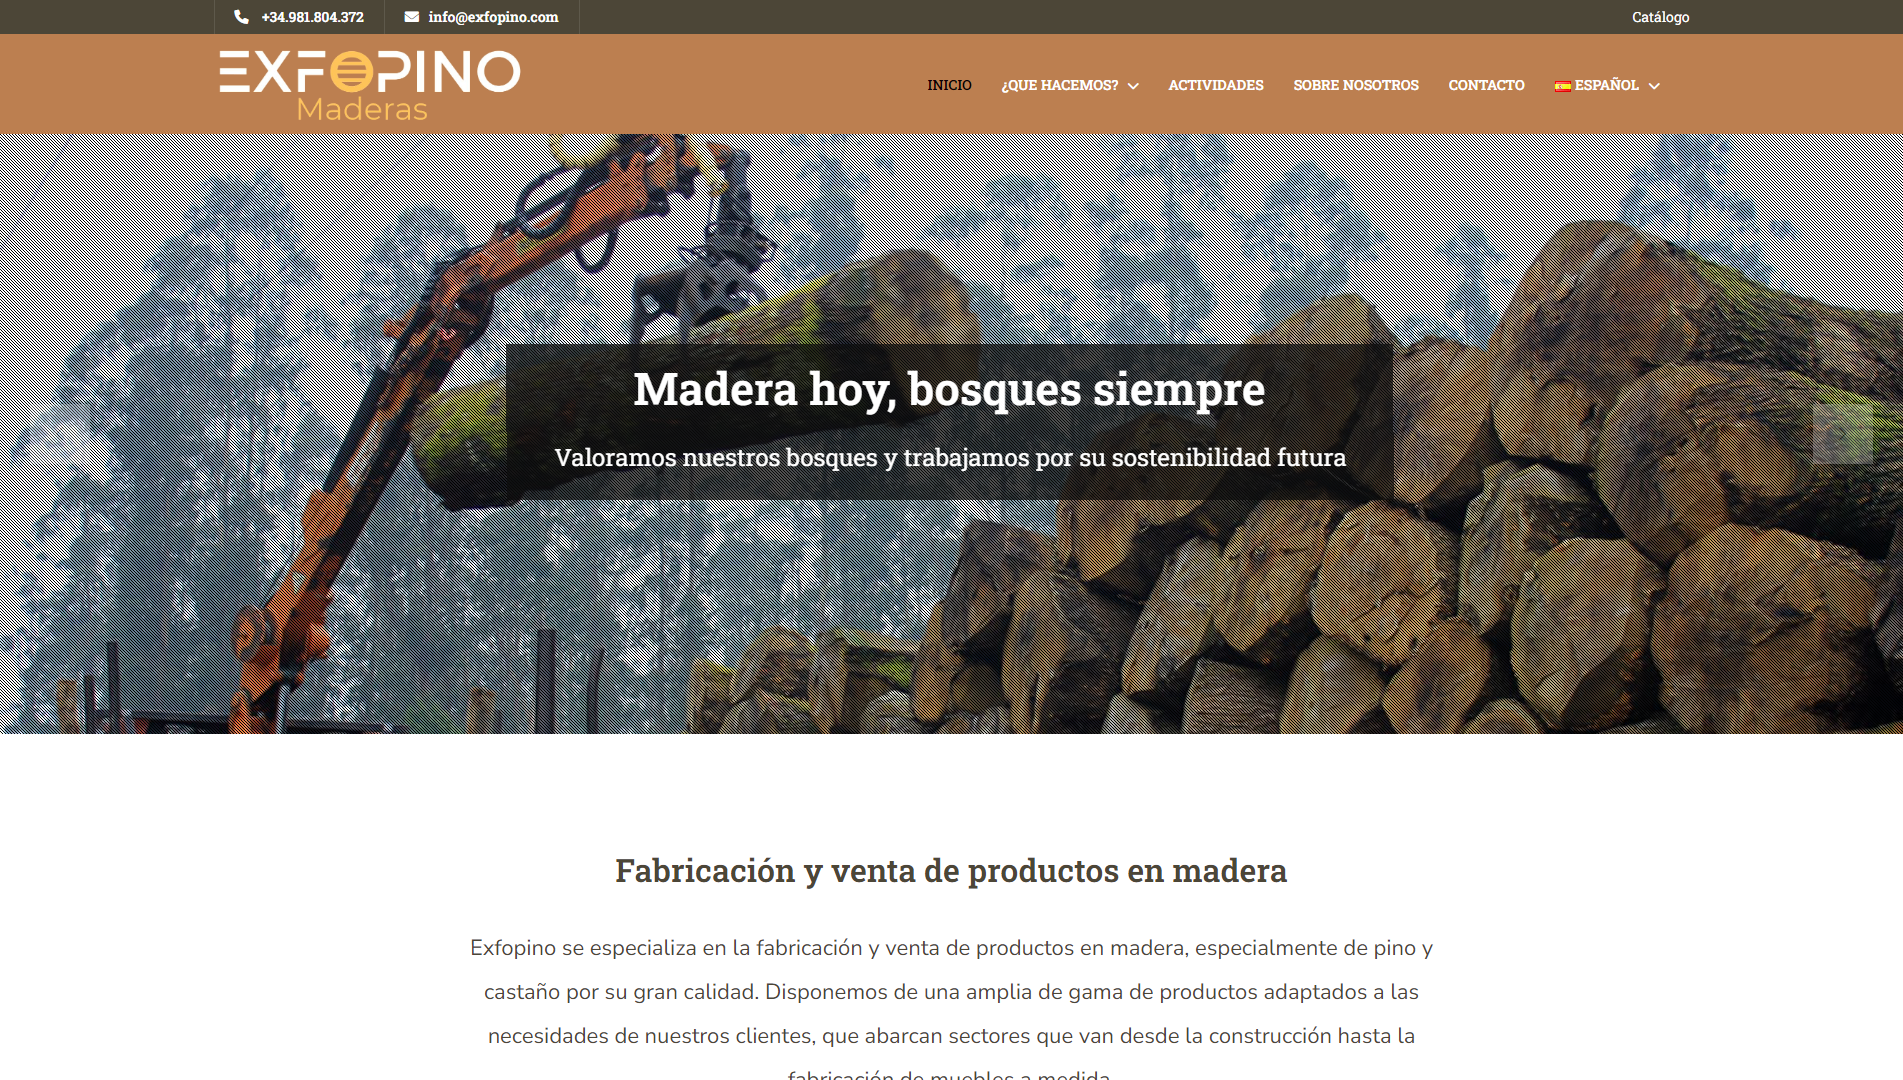 +34.981.804.372
info@exfopino.com
Catálogo
EXFOPINO
Maderas
INICIO
¿QUE HACEMOS?
ACTIVIDADES
SOBRE NOSOTROS
CONTACTO
ESPAÑOL
Madera hoy, bosques siempre
Valoramos nuestros bosques y trabajamos por su sostenibilidad futura
Fabricación y venta de productos en madera
Exfopino se especializa en la fabricación y venta de productos en madera, especialmente de pino y
castaño por su gran calidad. Disponemos de una amplia de gama de productos adaptados a las
necesidades de nuestros clientes, que abarcan sectores que van desde la construcción hasta la
fabricación de muebles a medida.